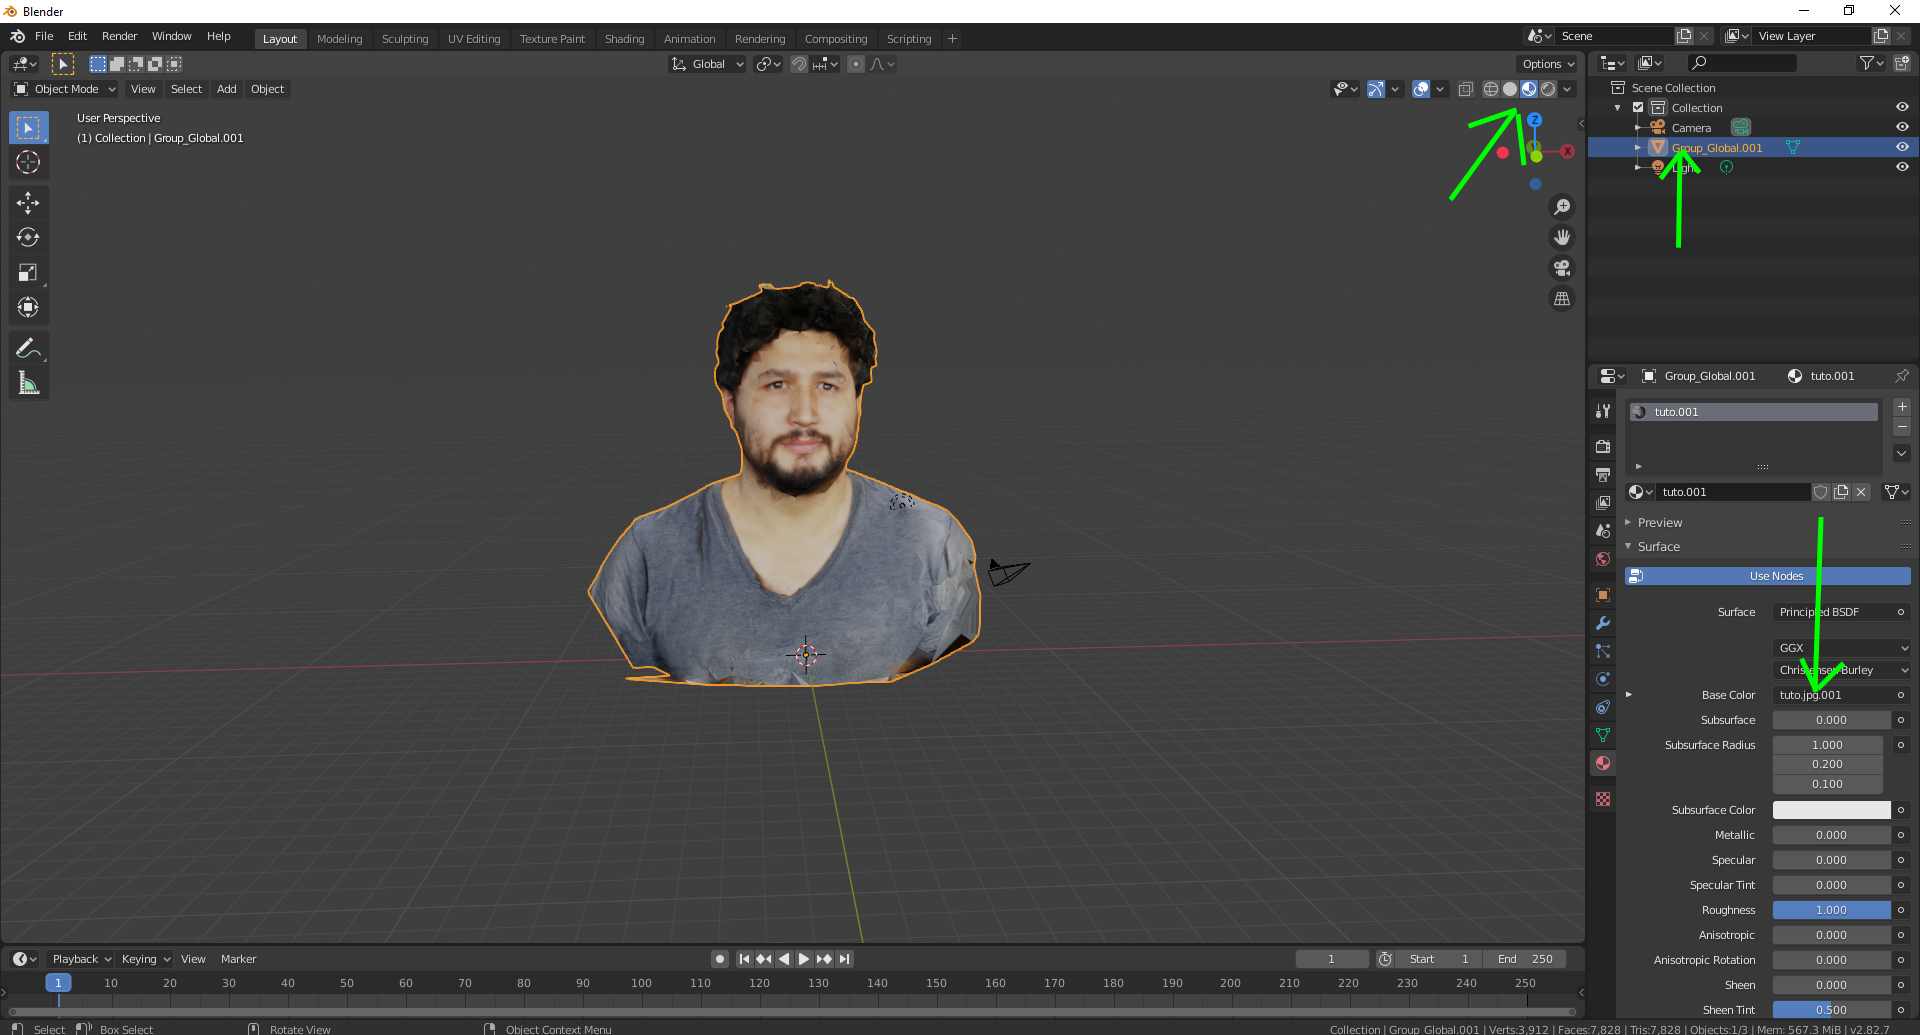 Blender
File Edit Render Window Help Layout Modeling Sculpting UV Editing Texture Paint Shading Animation Rendering Compositing Scripting + Scene View Layer
Global Options
Object Mode View Select Add Object
User Perspective
(1) Collection | Group_Global.001
Z
X
Scene Collection
Collection
Camera
Group_Global.001
Group_Global.001 tuto.001
tuto.001
tuto.001
Preview
Surface
Use Nodes
Surface Principled BSDF
GGX
Christensen-Burley
Base Color tuto.jpg.001
Subsurface 0.000
Subsurface Radius 1.000
0.200
0.100
Subsurface Color
Metallic 0.000
Specular 0.000
Specular Tint 0.000
Roughness 1.000
Anisotropic 0.000
Anisotropic Rotation 0.000
Sheen 0.000
Sheen Tint 0.500
Playback Keying View Marker 1 Start 1 End 250
1 10 20 30 40 50 60 70 80 90 100 110 120 130 140 150 160 170 180 190 200 210 220 230 240 250
Select Box Select Rotate View Object Context Menu Collection | Group_Global.001 | Verts:3,912 | Faces:7,828 | Tris:7,828 | Objects:1/3 | Mem: 567.3 MiB | v2.82.7